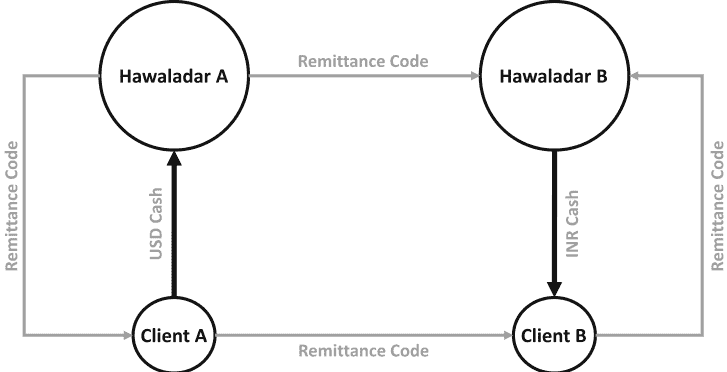 Remittance Code
Hawaladar A
Hawaladar B
Remittance Code
USD Cash
INR Cash
Remittance Code
Client A
Client B
Remittance Code